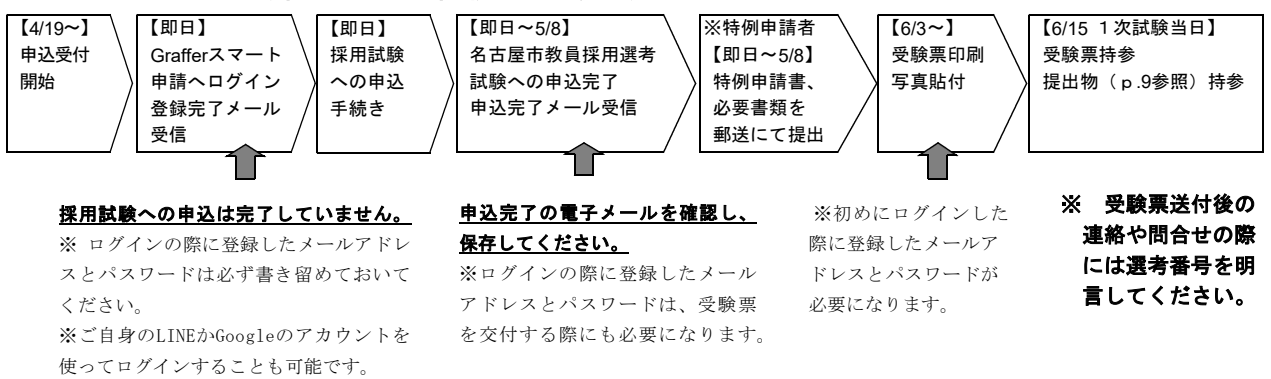 【4/19～】
申込受付
開始
【即日】
Grafferスマート
申請へログイン
登録完了メール
受信
【即日】
採用試験
への申込
手続き
【即日～5/8】
名古屋市教員採用選考
試験への申込完了
申込完了メール受信
※特例申請者
【即日～5/8】
特例申請書、
必要書類を
郵送にて提出
【6/3～】
受験票印刷
写真貼付
【6/15 １次試験当日】
受験票持参
提出物（ｐ.9参照）持参
採用試験への申込は完了していません。
※ ログインの際に登録したメールアドレ
スとパスワードは必ず書き留めておいて
ください。
※ご自身のLINEかGoogleのアカウントを
使ってログインすることも可能です。
申込完了の電子メールを確認し、
保存してください。
※ログインの際に登録したメール
アドレスとパスワードは、受験票
を交付する際にも必要になります。
※初めにログインした
際に登録したメールア
ドレスとパスワードが
必要になります。
※　受験票送付後の
連絡や問合せの際
には選考番号を明
言してください。